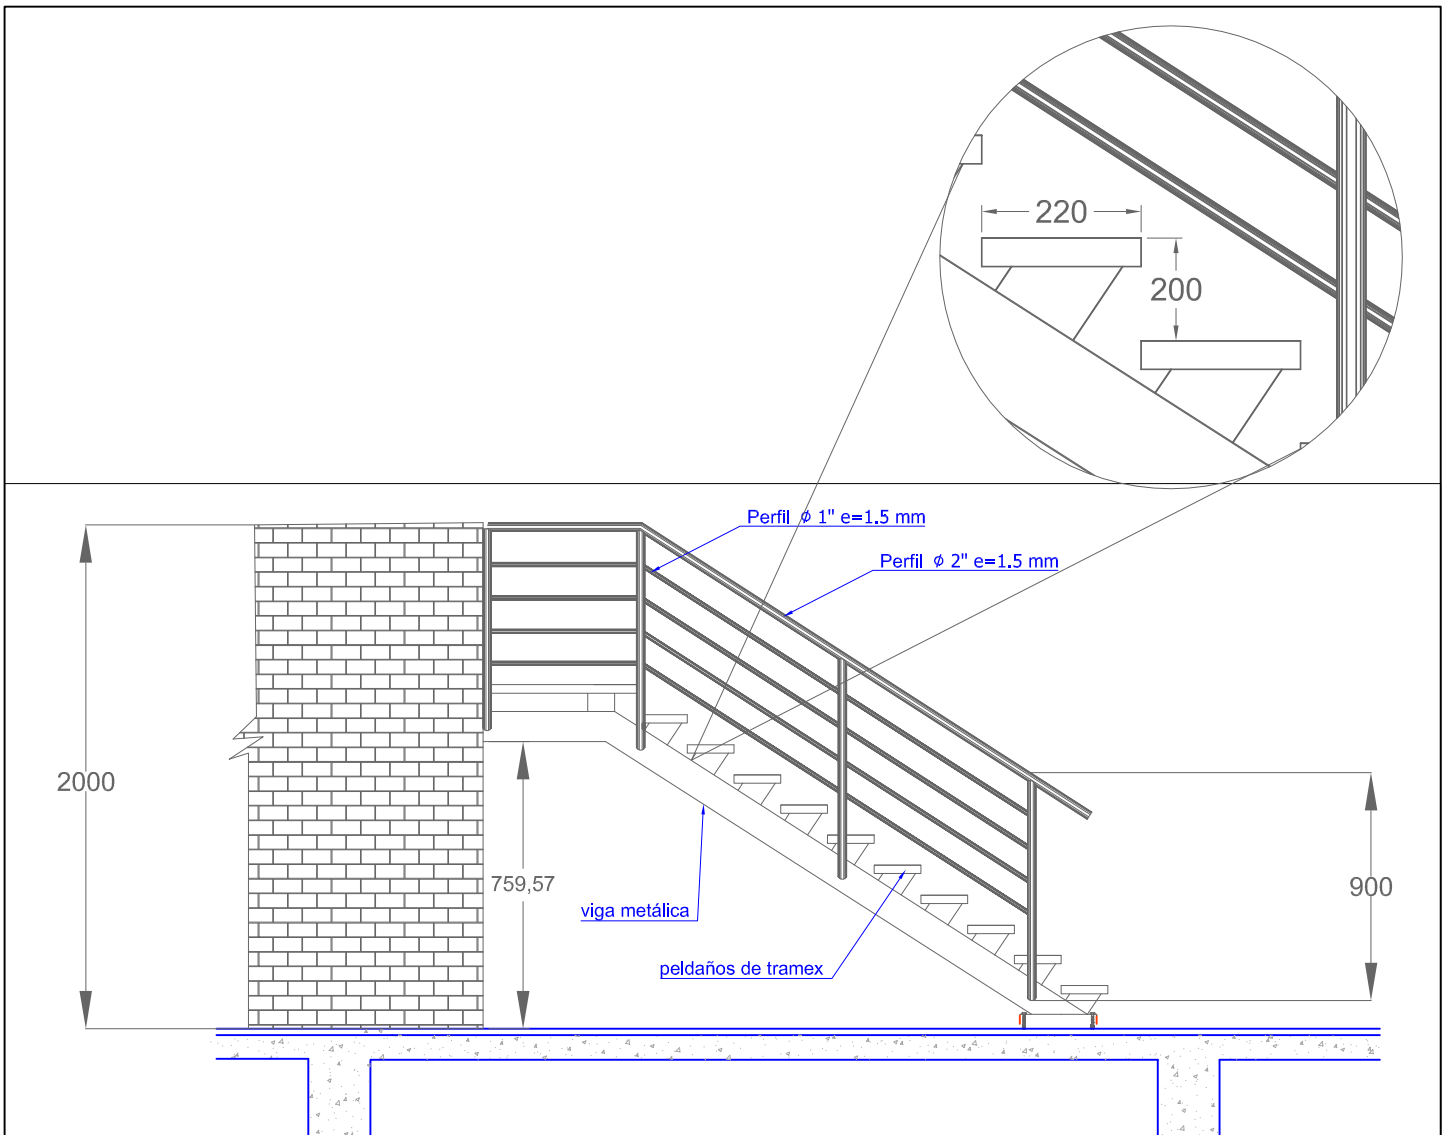 220
200
Perfil ϕ 1" e=1.5 mm
Perfil ϕ 2" e=1.5 mm
2000
759,57
900
viga metálica
peldaños de tramex